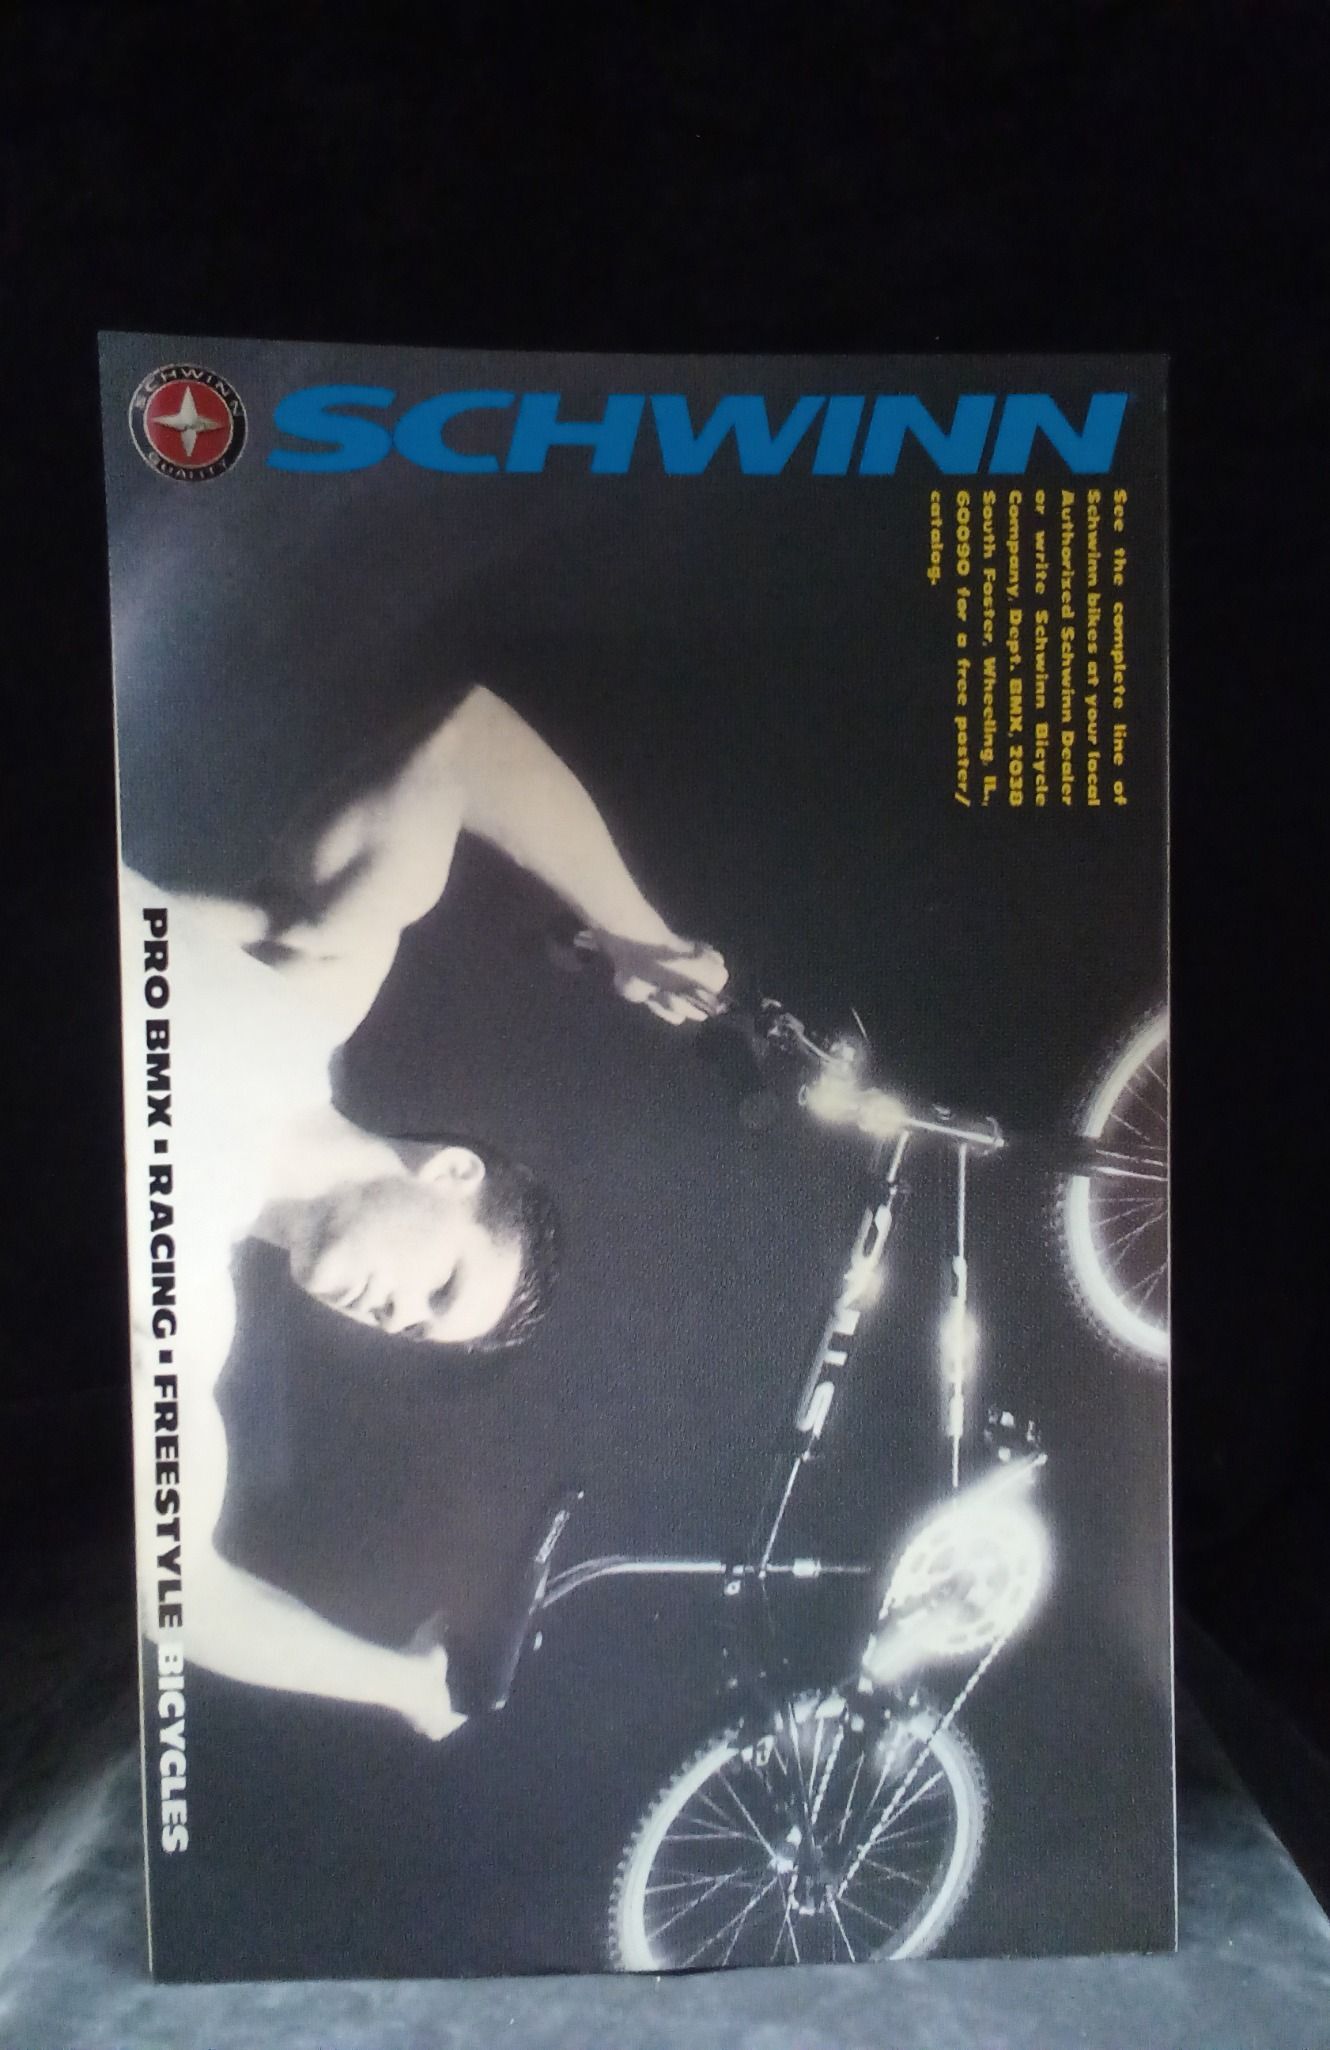 SCHWINN QUALITY
SCHWINN
See the complete line of
Schwinn bikes at your local
Authorized Schwinn Dealer
or write Schwinn Bicycle
Company, Dept. BMX, 2038
South Foster, Wheeling, IL,
60090 for a free poster/
catalog.
PRO BMX ▪ RACING ▪ FREESTYLE BICYCLES